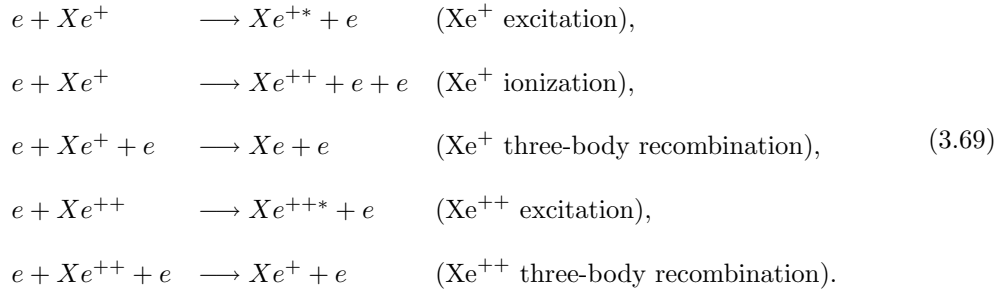 e + Xe⁺ ⟶ Xe⁺* + e (Xe⁺ excitation),
e + Xe⁺ ⟶ Xe⁺⁺ + e + e (Xe⁺ ionization),
e + Xe⁺ + e ⟶ Xe + e (Xe⁺ three-body recombination), (3.69)
e + Xe⁺⁺ ⟶ Xe⁺⁺* + e (Xe⁺⁺ excitation),
e + Xe⁺⁺ + e ⟶ Xe⁺ + e (Xe⁺⁺ three-body recombination).